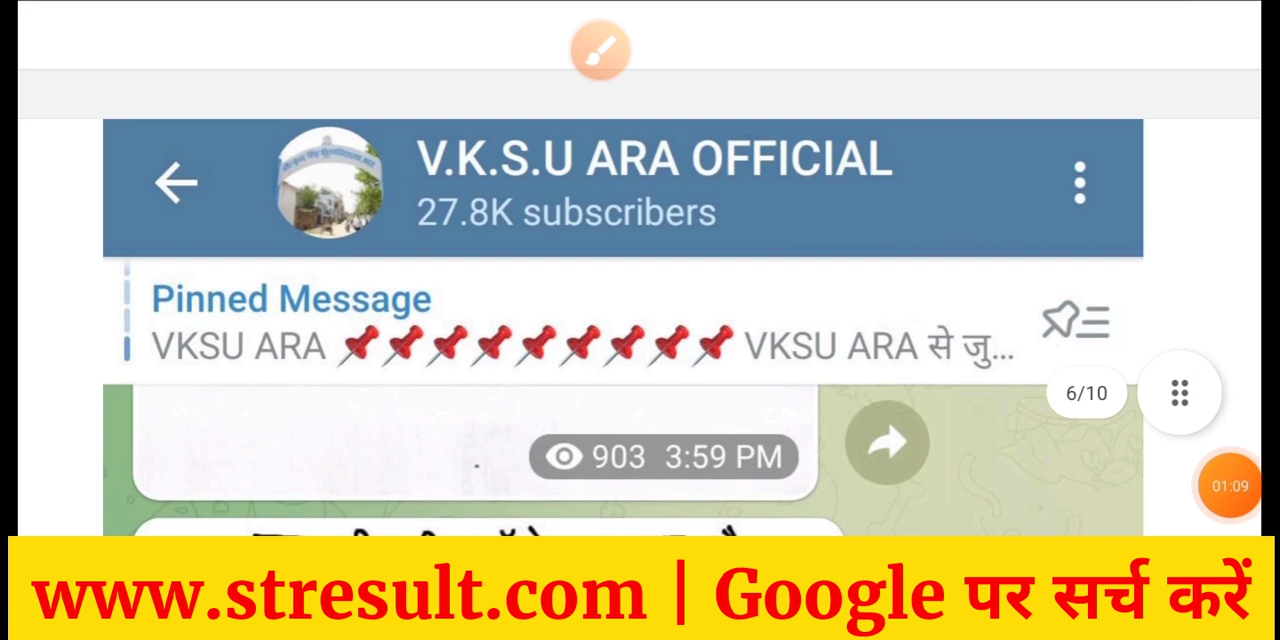 V.K.S.U ARA OFFICIAL
27.8K subscribers
Pinned Message
VKSU ARA 📌📌📌📌📌📌📌📌📌 VKSU ARA से जु...
6/10
903 3:59 PM
01:09
www.stresult.com | Google पर सर्च करें